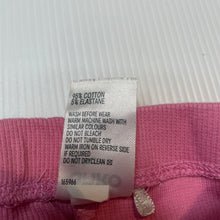 95% COTTON
5% ELASTANE
WASH BEFORE WEAR
WARM MACHINE WASH WITH
SIMILAR COLOURS
DO NOT BLEACH
DO NOT TUMBLE DRY
WARM IRON ON REVERSE SIDE
IF REQUIRED
DO NOT DRYCLEAN
165966